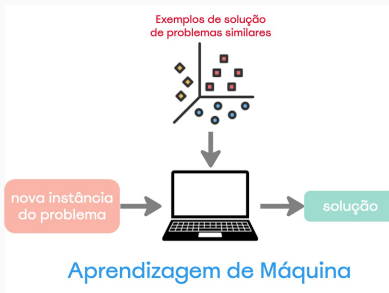 Exemplos de solução
de problemas similares
nova instância
do problema
solução
Aprendizagem de Máquina